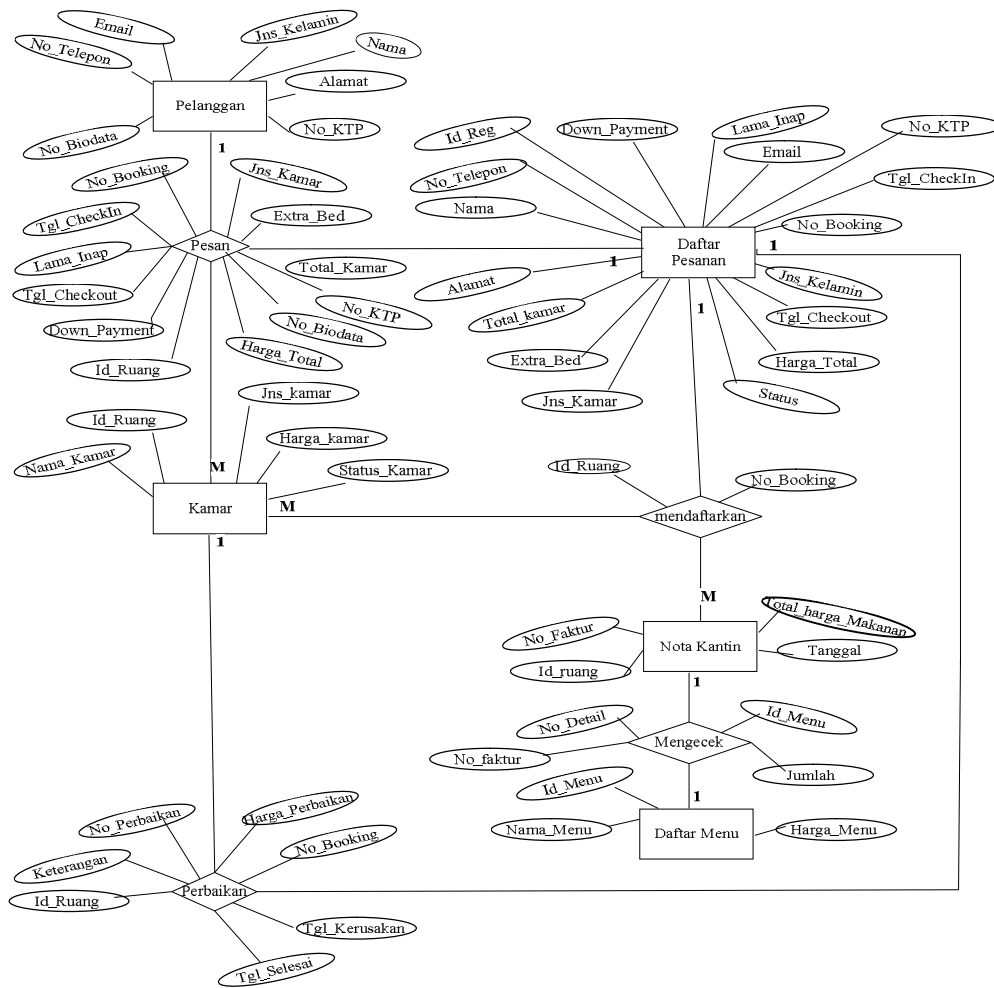 Email
Jns_Kelamin
Nama
No_Telepon
Alamat
Pelanggan
No_KTP
No_Biodata
1
No_Booking
Jns_Kamar
Tgl_CheckIn
Extra_Bed
Pesan
Lama_Inap
Total_Kamar
Tgl_Checkout
No_KTP
Down_Payment
No_Biodata
Harga_Total
Id_Ruang
Id_Reg
Down_Payment
Lama_Inap
No_KTP
Email
No_Telepon
Tgl_CheckIn
Nama
No_Booking
Daftar
Pesanan
1
1
Alamat
Jns_Kelamin
1
Total_kamar
Tgl_Checkout
Extra_Bed
Harga_Total
Jns_Kamar
Status
Jns_kamar
Id_Ruang
Harga_kamar
Nama_Kamar
M
Status_Kamar
Kamar
M
1
Id_Ruang
No_Booking
mendaftarkan
M
No_Faktur
Total_harga_Makanan
Nota Kantin
Tanggal
Id_ruang
1
No_Detail
Id_Menu
Mengecek
No_faktur
Jumlah
Id_Menu
1
Nama_Menu
Daftar Menu
Harga_Menu
No_Perbaikan
Harga_Perbaikan
No_Booking
Keterangan
Perbaikan
Id_Ruang
Tgl_Kerusakan
Tgl_Selesai